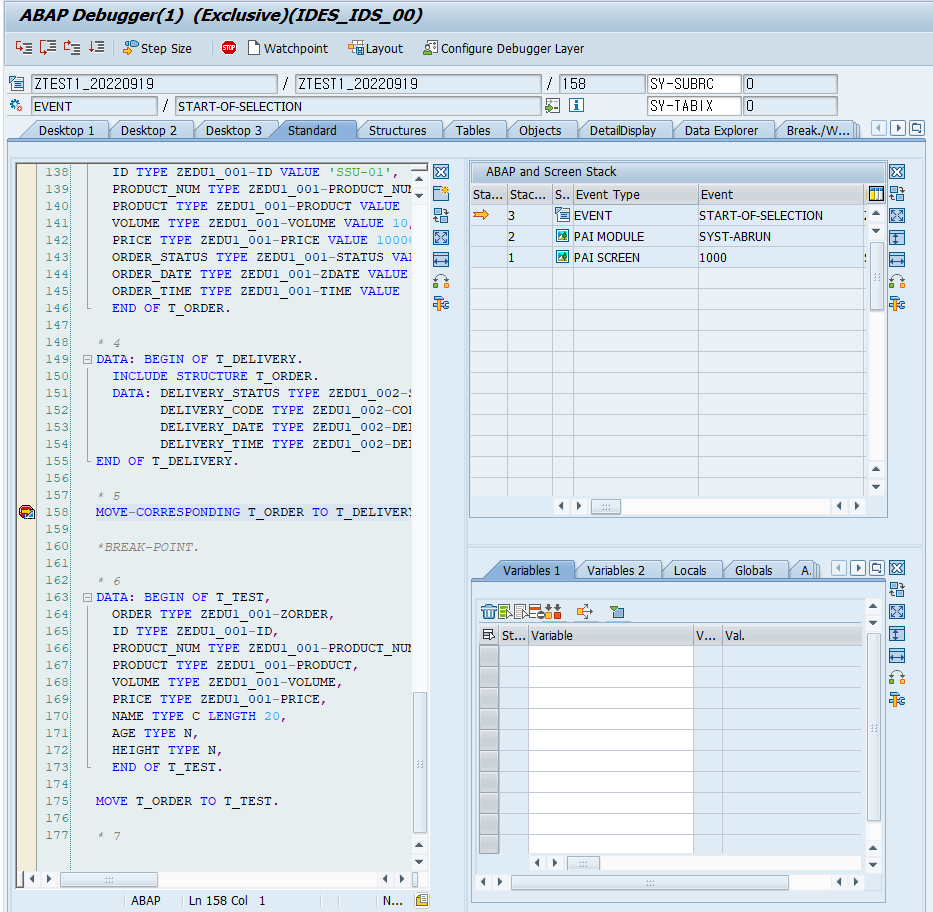 ABAP Debugger(1) (Exclusive)(IDES_IDS_00)
Step Size STOP Watchpoint Layout Configure Debugger Layer
ZTEST1_20220919 / ZTEST1_20220919 / 158 SY-SUBRC 0
EVENT / START-OF-SELECTION SY-TABIX 0
Desktop 1 Desktop 2 Desktop 3 Standard Structures Tables Objects DetailDisplay Data Explorer Break./W...
138 ID TYPE ZEDU1_001-ID VALUE 'SSU-01',
139 PRODUCT_NUM TYPE ZEDU1_001-PRODUCT_NUM
140 PRODUCT TYPE ZEDU1_001-PRODUCT VALUE
141 VOLUME TYPE ZEDU1_001-VOLUME VALUE 10,
142 PRICE TYPE ZEDU1_001-PRICE VALUE 10000
143 ORDER_STATUS TYPE ZEDU1_001-STATUS VAL
144 ORDER_DATE TYPE ZEDU1_001-ZDATE VALUE
145 ORDER_TIME TYPE ZEDU1_001-TIME VALUE
146 END OF T_ORDER.
147
148 * 4
149 DATA: BEGIN OF T_DELIVERY.
150 INCLUDE STRUCTURE T_ORDER.
151 DATA: DELIVERY_STATUS TYPE ZEDU1_002-S
152 DELIVERY_CODE TYPE ZEDU1_002-COD
153 DELIVERY_DATE TYPE ZEDU1_002-DEL
154 DELIVERY_TIME TYPE ZEDU1_002-DEL
155 END OF T_DELIVERY.
156
157 * 5
158 MOVE-CORRESPONDING T_ORDER TO T_DELIVERY
159
160 *BREAK-POINT.
161
162 * 6
163 DATA: BEGIN OF T_TEST,
164 ORDER TYPE ZEDU1_001-ZORDER,
165 ID TYPE ZEDU1_001-ID,
166 PRODUCT_NUM TYPE ZEDU1_001-PRODUCT_NUM
167 PRODUCT TYPE ZEDU1_001-PRODUCT,
168 VOLUME TYPE ZEDU1_001-VOLUME,
169 PRICE TYPE ZEDU1_001-PRICE,
170 NAME TYPE C LENGTH 20,
171 AGE TYPE N,
172 HEIGHT TYPE N,
173 END OF T_TEST.
174
175 MOVE T_ORDER TO T_TEST.
176
177 * 7
ABAP Ln 158 Col 1 N...
ABAP and Screen Stack
Sta... Stac... S.. Event Type Event
3 EVENT START-OF-SELECTION
2 PAI MODULE SYST-ABRUN
1 PAI SCREEN 1000
Variables 1 Variables 2 Locals Globals A.
St... Variable V... Val.